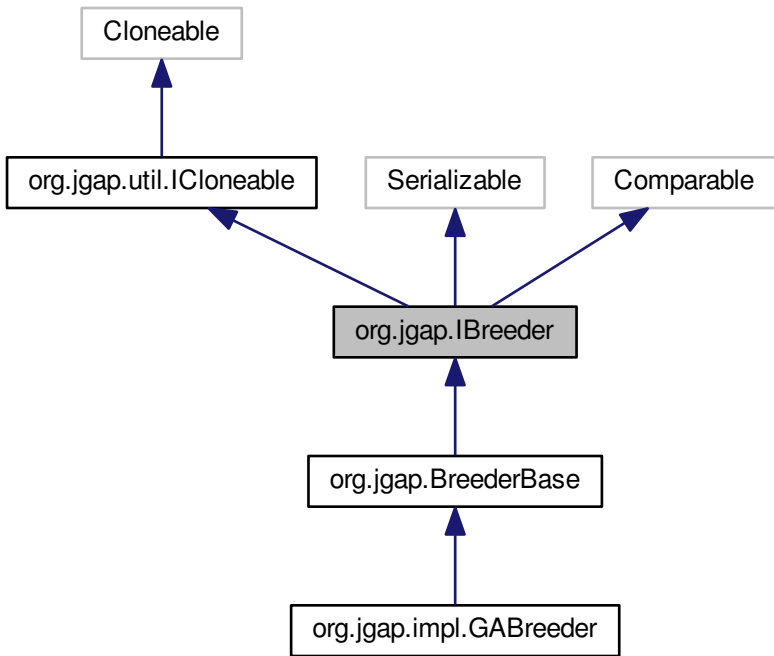 Cloneable
org.jgap.util.ICloneable
Serializable
Comparable
org.jgap.IBreeder
org.jgap.BreederBase
org.jgap.impl.GABreeder